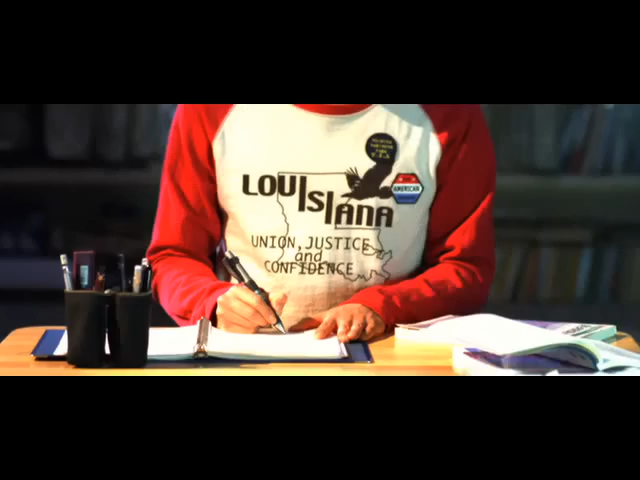 LOUISIANA
AMERICAN
UNION, JUSTICE
and
CONFIDENCE